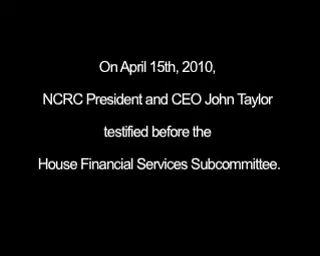 On April 15th, 2010,
NCRC President and CEO John Taylor
testified before the
House Financial Services Subcommittee.